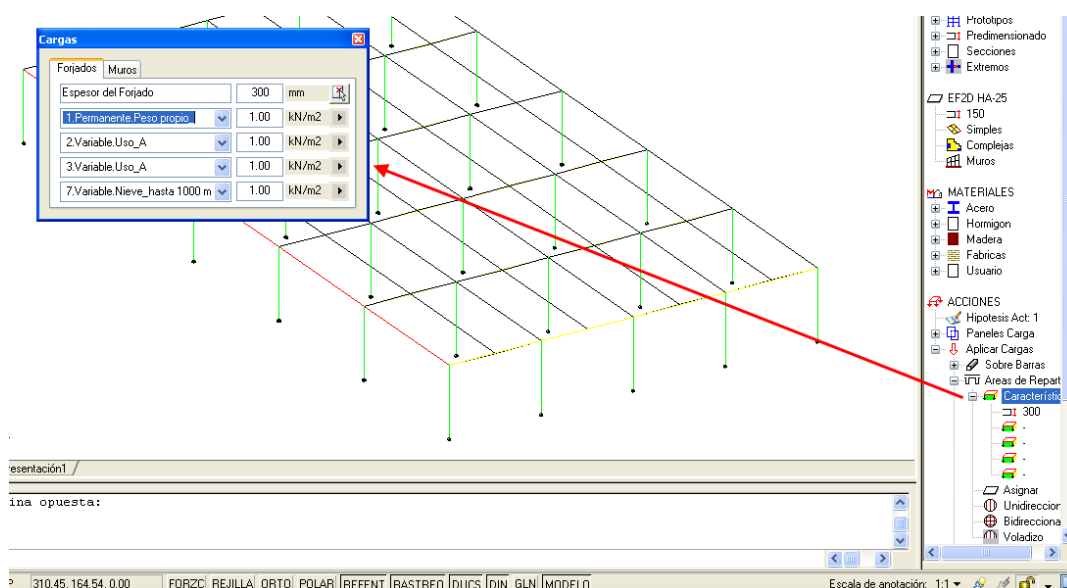 Cargas
Forjados Muros
Espesor del Forjado 300 mm
1.Permanente.Peso propio 1.00 kN/m2
2.Variable.Uso_A 1.00 kN/m2
3.Variable.Uso_A 1.00 kN/m2
7.Variable.Nieve_hasta 1000 m 1.00 kN/m2
Prototipos
Predimensionado
Secciones
Extremos
EF2D HA-25
150
Simples
Complejas
Muros
MATERIALES
Acero
Hormigon
Madera
Fabricas
Usuario
ACCIONES
Hipotesis Act: 1
Paneles Carga
Aplicar Cargas
Sobre Barras
Areas de Repart
Característic
300
-
-
-
-
Asignar
Unidireccior
Bidirecciona
Voladizo
resentación1
ina opuesta:
P 310.45, 164.54, 0.00 FORZC REJILLA ORTO POLAR REFENT RASTREO DUCS DIN GLN MODELO Escala de anotación: 1:1